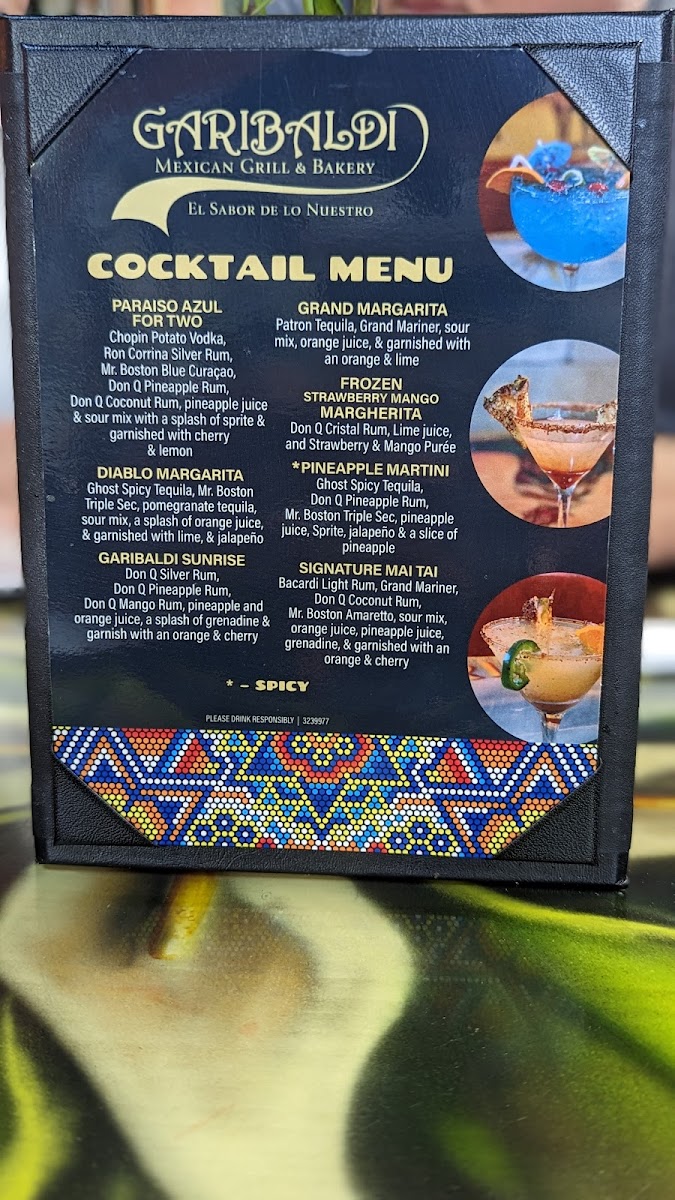 GARIBALDI
MEXICAN GRILL & BAKERY
EL SABOR DE LO NUESTRO
COCKTAIL MENU
PARAISO AZUL
FOR TWO
Chopin Potato Vodka,
Ron Corrina Silver Rum,
Mr. Boston Blue Curaçao,
Don Q Pineapple Rum,
Don Q Coconut Rum, pineapple juice
& sour mix with a splash of sprite &
garnished with cherry
& lemon
DIABLO MARGARITA
Ghost Spicy Tequila, Mr. Boston
Triple Sec, pomegranate tequila,
sour mix, a splash of orange juice,
& garnished with lime, & jalapeño
GARIBALDI SUNRISE
Don Q Silver Rum,
Don Q Pineapple Rum,
Don Q Mango Rum, pineapple and
orange juice, a splash of grenadine &
garnish with an orange & cherry
GRAND MARGARITA
Patron Tequila, Grand Mariner, sour
mix, orange juice, & garnished with
an orange & lime
FROZEN
STRAWBERRY MANGO
MARGHERITA
Don Q Cristal Rum, Lime juice,
and Strawberry & Mango Purée
*PINEAPPLE MARTINI
Ghost Spicy Tequila,
Don Q Pineapple Rum,
Mr. Boston Triple Sec, pineapple
juice, Sprite, jalapeño & a slice of
pineapple
SIGNATURE MAI TAI
Bacardi Light Rum, Grand Mariner,
Don Q Coconut Rum,
Mr. Boston Amaretto, sour mix,
orange juice, pineapple juice,
grenadine, & garnished with an
orange & cherry
* – SPICY
PLEASE DRINK RESPONSIBLY | 3239977